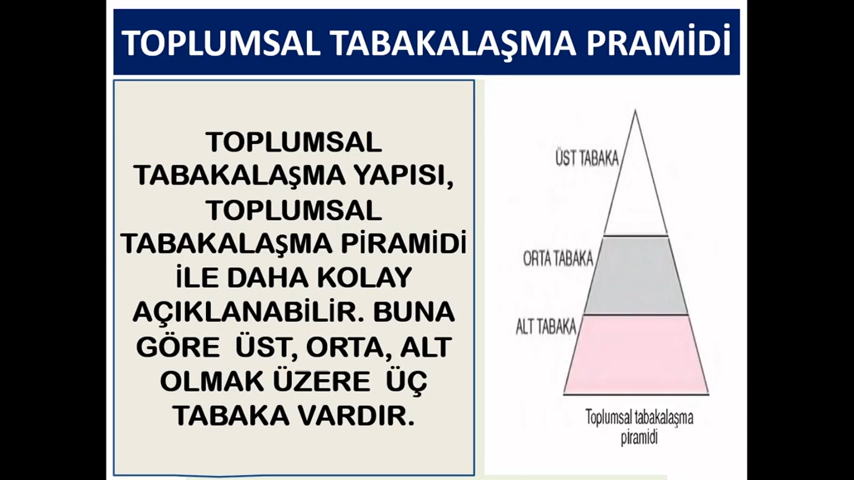 TOPLUMSAL TABAKALAŞMA PRAMİDİ
TOPLUMSAL
TABAKALAŞMA YAPISI,
TOPLUMSAL
TABAKALAŞMA PİRAMİDİ
İLE DAHA KOLAY
AÇIKLANABİLİR. BUNA
GÖRE ÜST, ORTA, ALT
OLMAK ÜZERE ÜÇ
TABAKA VARDIR.
ÜST TABAKA
ORTA TABAKA
ALT TABAKA
Toplumsal tabakalaşma
piramidi